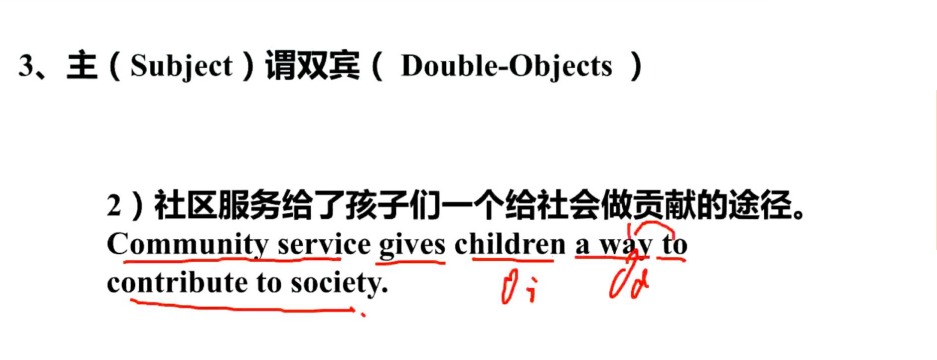 3、主（Subject）谓双宾（ Double-Objects ）
2）社区服务给了孩子们一个给社会做贡献的途径。
Community service gives children a way to
contribute to society.
Oi Od